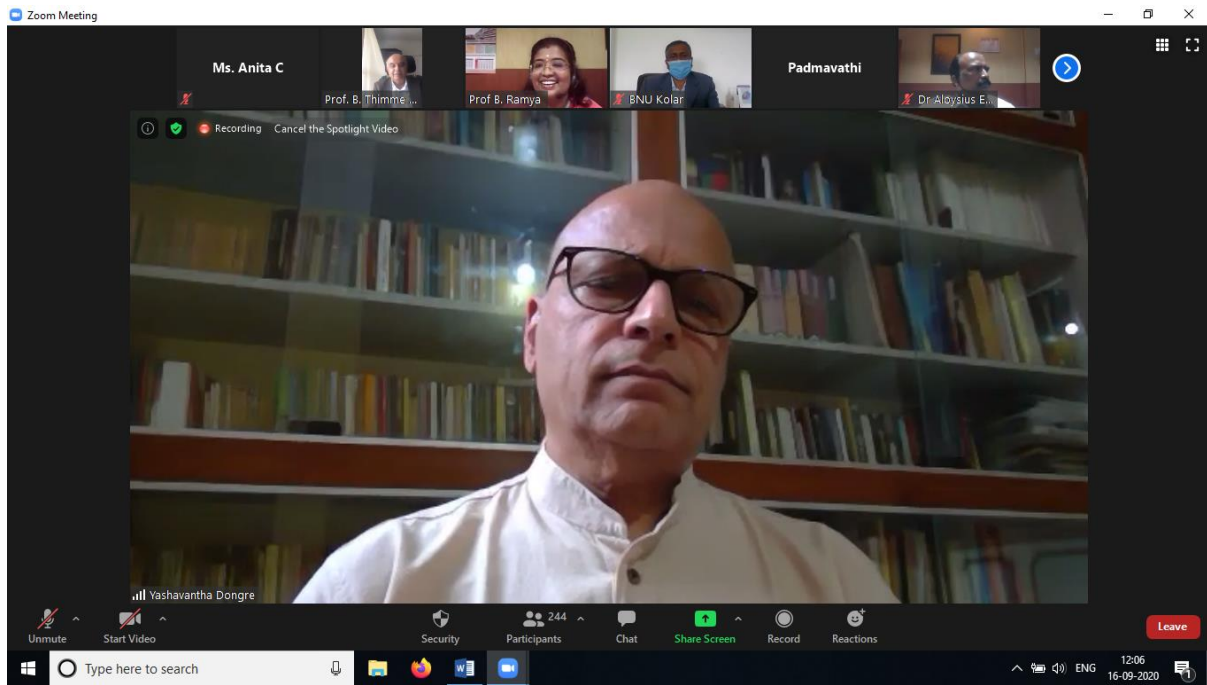 Zoom Meeting
Ms. Anita C
Prof. B. Thimme ...
Prof B. Ramya
BNU Kolar
Padmavathi
Dr Aloysius E...
Recording
Cancel the Spotlight Video
Yashavantha Dongre
Unmute
Start Video
Security
244
Participants
Chat
Share Screen
Record
Reactions
Leave
Type here to search
ENG
12:06
16-09-2020
1